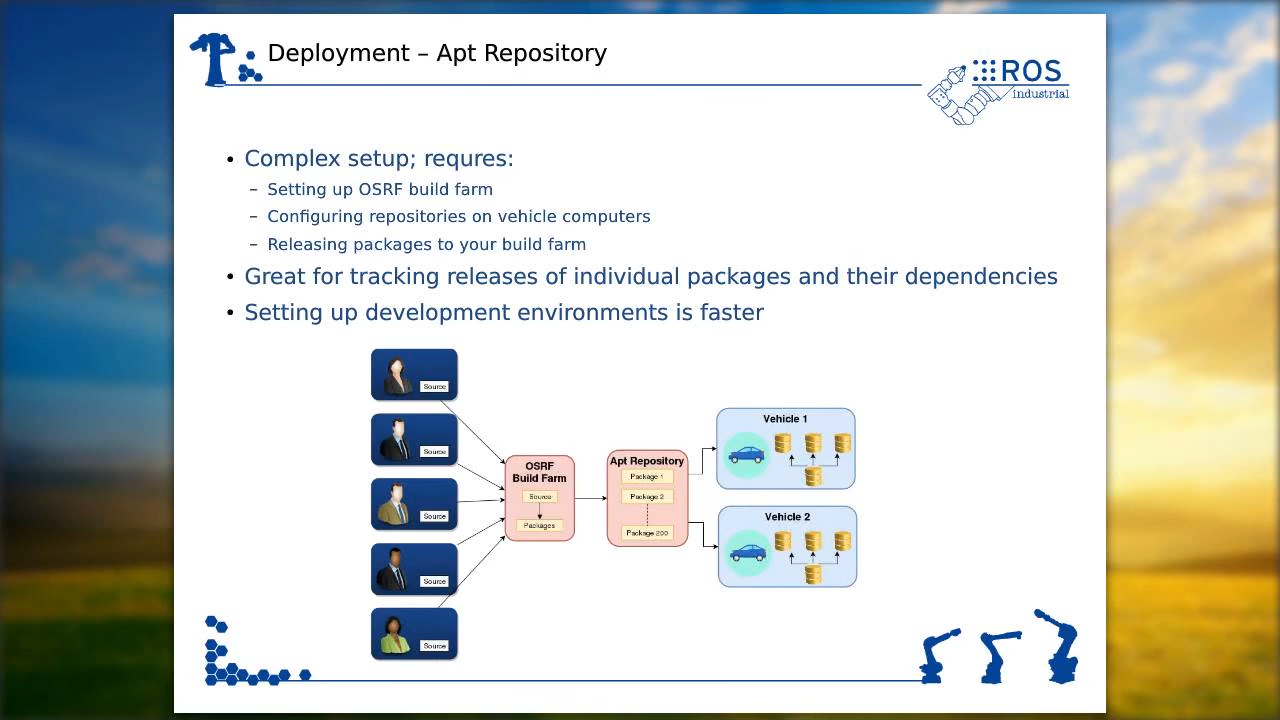 Deployment – Apt Repository
ROS
industrial
• Complex setup; requres:
– Setting up OSRF build farm
– Configuring repositories on vehicle computers
– Releasing packages to your build farm
• Great for tracking releases of individual packages and their dependencies
• Setting up development environments is faster
Source
Source
Source
Source
Source
OSRF
Build Farm
Source
Packages
Apt Repository
Package 1
Package 2
Package 200
Vehicle 1
Vehicle 2